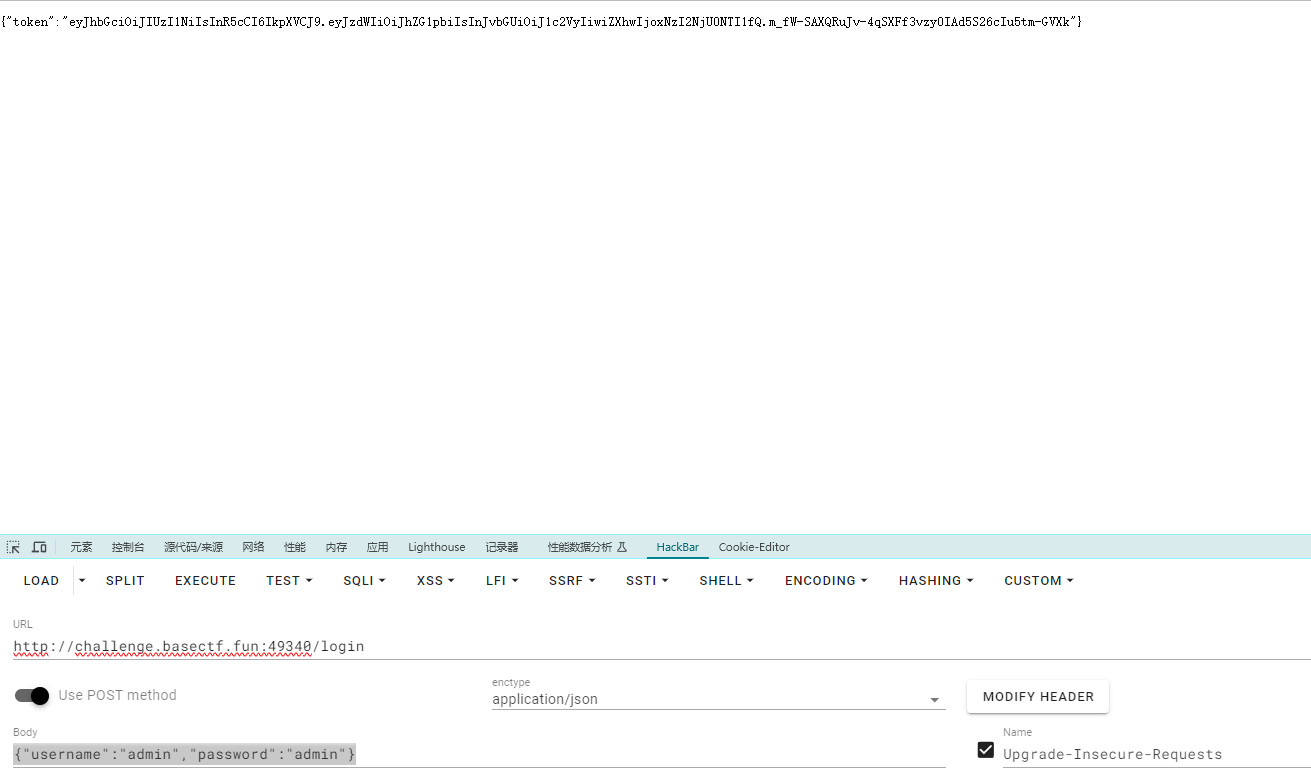 {"token":"eyJhbGciOiJIUzI1NiIsInR5cCI6IkpXVCJ9.eyJzdWIiOiJhZG1pbiIsInJvbGUiOiJ1c2VyIiwiZXhwIjoxNzI2NjU0NTI1fQ.m_fW-SAXQRuJv-4qSXFf3vzy0IAd5S26cIu5tm-GVXk"}
元素 控制台 源代码/来源 网络 性能 内存 应用 Lighthouse 记录器 性能数据分析 HackBar Cookie-Editor
LOAD SPLIT EXECUTE TEST SQLI XSS LFI SSRF SSTI SHELL ENCODING HASHING CUSTOM
URL
http://challenge.basectf.fun:49340/login
enctype
Use POST method application/json MODIFY HEADER
Body Name
{"username":"admin","password":"admin"} Upgrade-Insecure-Requests